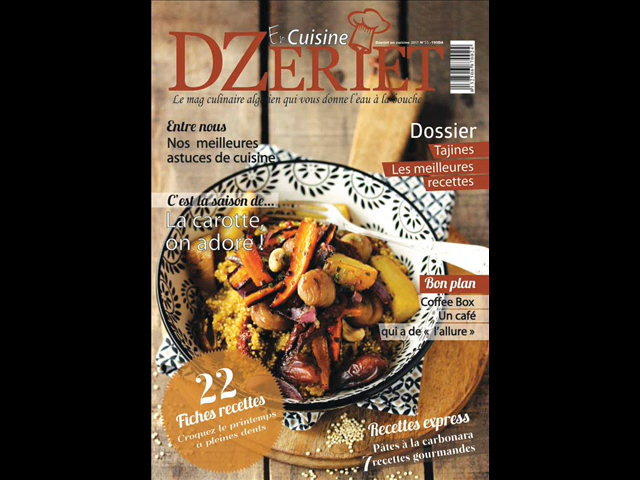 En Cuisine
DZERIET
Le mag culinaire algérien qui vous donne l'eau à la bouche
Entre nous
Nos meilleures
astuces de cuisine
Dossier
Tajines
Les meilleures
recettes
C'est la saison de...
La carotte,
on adore !
Bon plan
Coffee Box
Un café
qui a de « l'allure »
22
Fiches recettes
Croquez le printemps
à pleines dents
Recettes express
Pâtes à la carbonara
7 recettes gourmandes